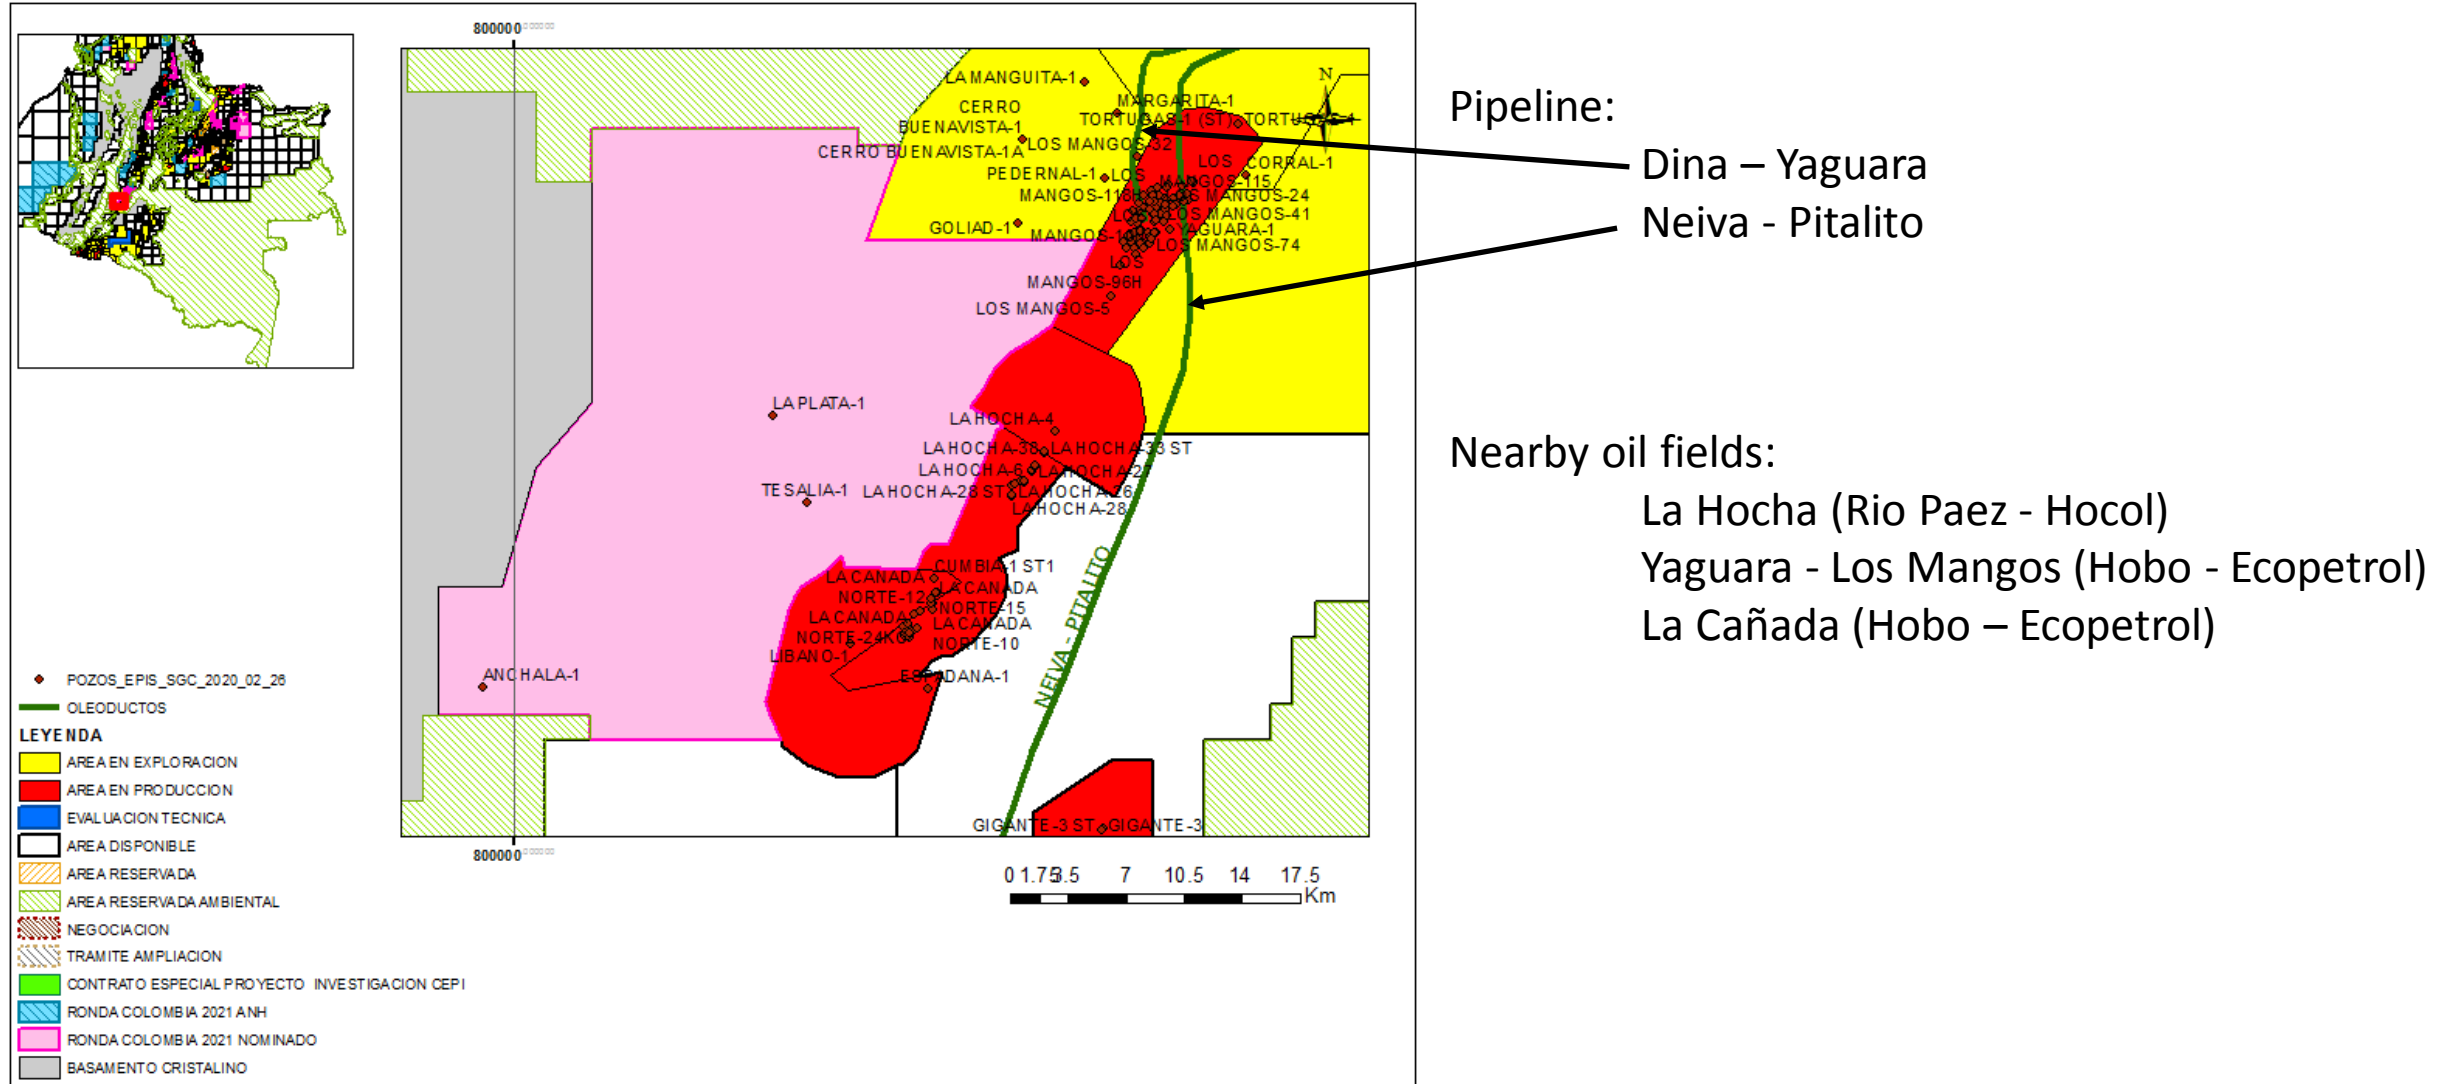 800000
LA MANGUITA-1
MARGARITA-1
CERRO
BUENAVISTA-1
TORTUGAS-1 (ST)
TORTUGAS-1
N
LOS MANGOS-32
CERRO BUENAVISTA-1A
LOS
CORRAL-1
PEDERNAL-1
LOS
MANGOS-115
MANGOS-118H
LOS MANGOS-24
LOS
LOS MANGOS-41
GOLIAD-1
YAGUARA-1
LOS MANGOS-74
LOS
MANGOS-96H
LOS MANGOS-5
LA PLATA-1
LA HOCHA-4
LA HOCHA-38
LA HOCHA-33 ST
LA HOCHA-6
LA HOCHA-27
TESALIA-1
LA HOCHA-28 ST
LA HOCHA-26
LA HOCHA-28
CUMBIA-1 ST1
LA CANADA
LA CANADA
NORTE-12
NORTE-15
LA CANADA
LA CANADA
NORTE-24K
NORTE-10
LIBANO-1
ESPADANA-1
ANCHALA-1
NEIVA - PITALITO
GIGANTE-3 ST
GIGANTE-3
800000
0 1.75 3.5 7 10.5 14 17.5
Km
POZOS_EPIS_SGC_2020_02_26
OLEODUCTOS
LEYENDA
AREA EN EXPLORACION
AREA EN PRODUCCION
EVALUACION TECNICA
AREA DISPONIBLE
AREA RESERVADA
AREA RESERVADA AMBIENTAL
NEGOCIACION
TRAMITE AMPLIACION
CONTRATO ESPECIAL PROYECTO INVESTIGACION CEPI
RONDA COLOMBIA 2021 ANH
RONDA COLOMBIA 2021 NOMINADO
BASAMENTO CRISTALINO
Pipeline:
Dina – Yaguara
Neiva - Pitalito
Nearby oil fields:
La Hocha (Rio Paez - Hocol)
Yaguara - Los Mangos (Hobo - Ecopetrol)
La Cañada (Hobo – Ecopetrol)